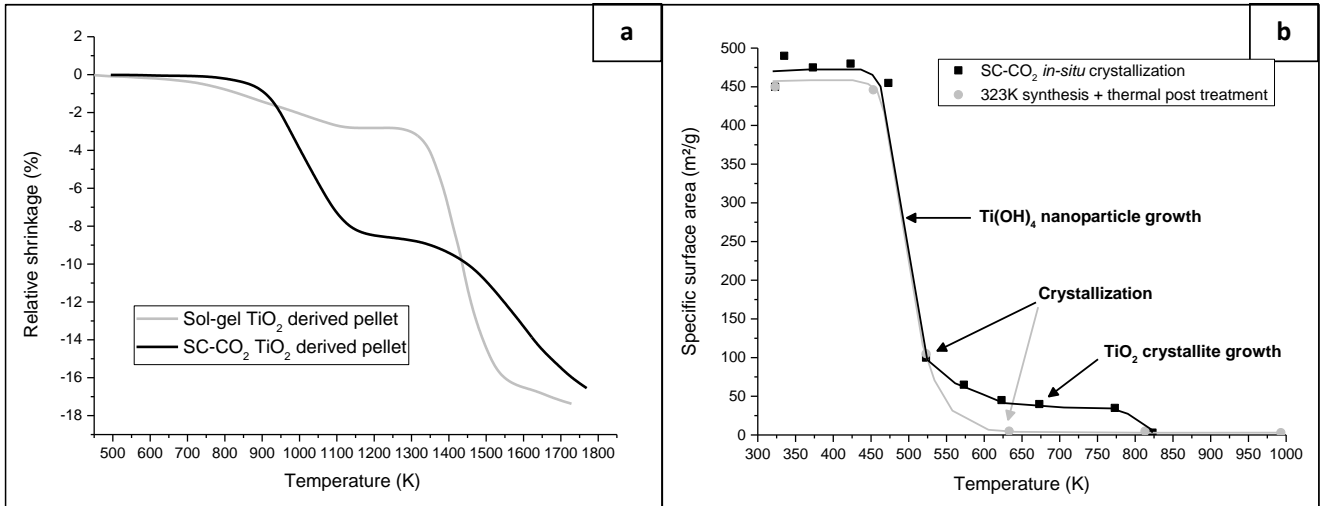 a
2
0
-2
-4
-6
-8
-10
-12
-14
-16
-18
Relative shrinkage (%)
Sol-gel TiO₂ derived pellet
SC-CO₂ TiO₂ derived pellet
500 600 700 800 900 1000 1100 1200 1300 1400 1500 1600 1700 1800
Temperature (K)
b
500
450
400
350
300
250
200
150
100
50
0
Specific surface area (m²/g)
SC-CO₂ in-situ crystallization
323K synthesis + thermal post treatment
Ti(OH)₄ nanoparticle growth
Crystallization
TiO₂ crystallite growth
300 350 400 450 500 550 600 650 700 750 800 850 900 950 1000
Temperature (K)